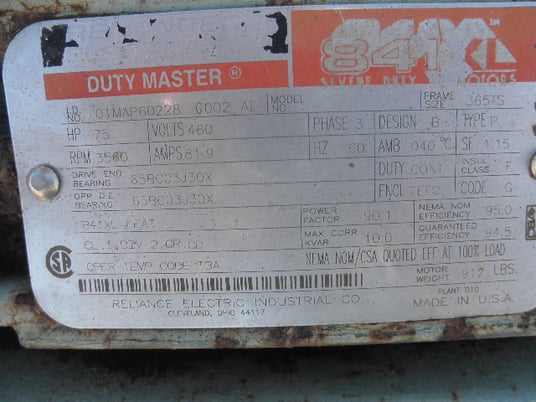 RELIANCE
DUTY MASTER ®
841XL
SEVERE DUTY MOTORS
I.D. NO. 01MAP60228 G002 AE
MODEL NO.
FRAME SIZE 365TS
HP 75 VOLTS 460 PHASE 3 DESIGN B TYPE P
RPM 3560 AMPS 81.9 HZ 60 AMB 040 °C SF 1.15
DRIVE END BEARING 65BC03J30X DUTY CONT INSUL CLASS F
OPP D.E. BEARING 65BC03J30X ENCL TEFC CODE G
841XL FEAT POWER FACTOR 90.1 NEMA NOM EFFICIENCY 95.0
CL.1, DIV 2, GR. CD MAX CORR KVAR 10.0 GUARANTEED EFFICIENCY 94.5
OPER TEMP CODE T3A NEMA NOM/CSA QUOTED EFF AT 100% LOAD
MOTOR WEIGHT 912 LBS.
RELIANCE ELECTRIC INDUSTRIAL CO. PLANT 010
CLEVELAND, OHIO 44117 MADE IN U.S.A.